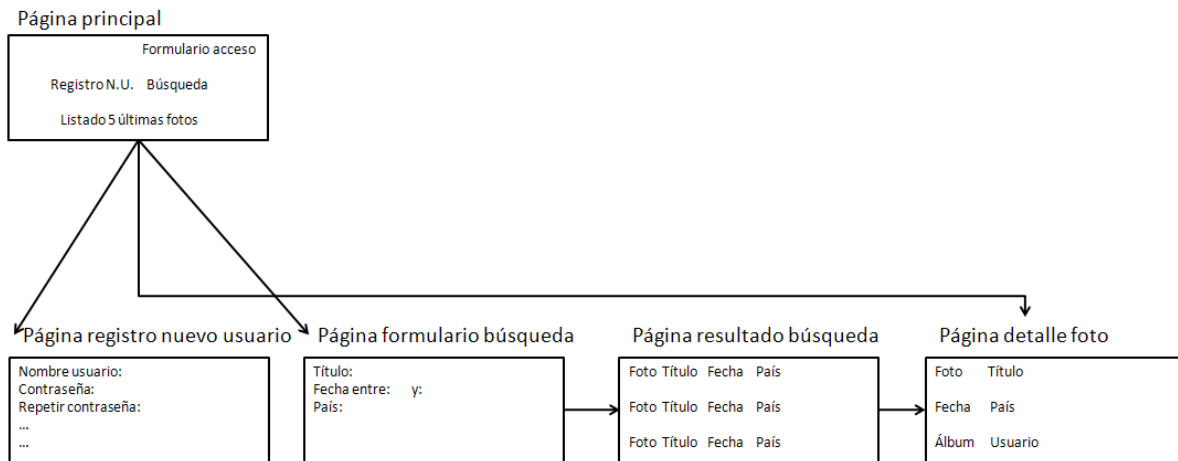 Página principal
Formulario acceso
Registro N.U. Búsqueda
Listado 5 últimas fotos
Página registro nuevo usuario
Nombre usuario:
Contraseña:
Repetir contraseña:
...
...
Página formulario búsqueda
Título:
Fecha entre: y:
País:
Página resultado búsqueda
Foto Título Fecha País
Foto Título Fecha País
Foto Título Fecha País
Página detalle foto
Foto Título
Fecha País
Álbum Usuario